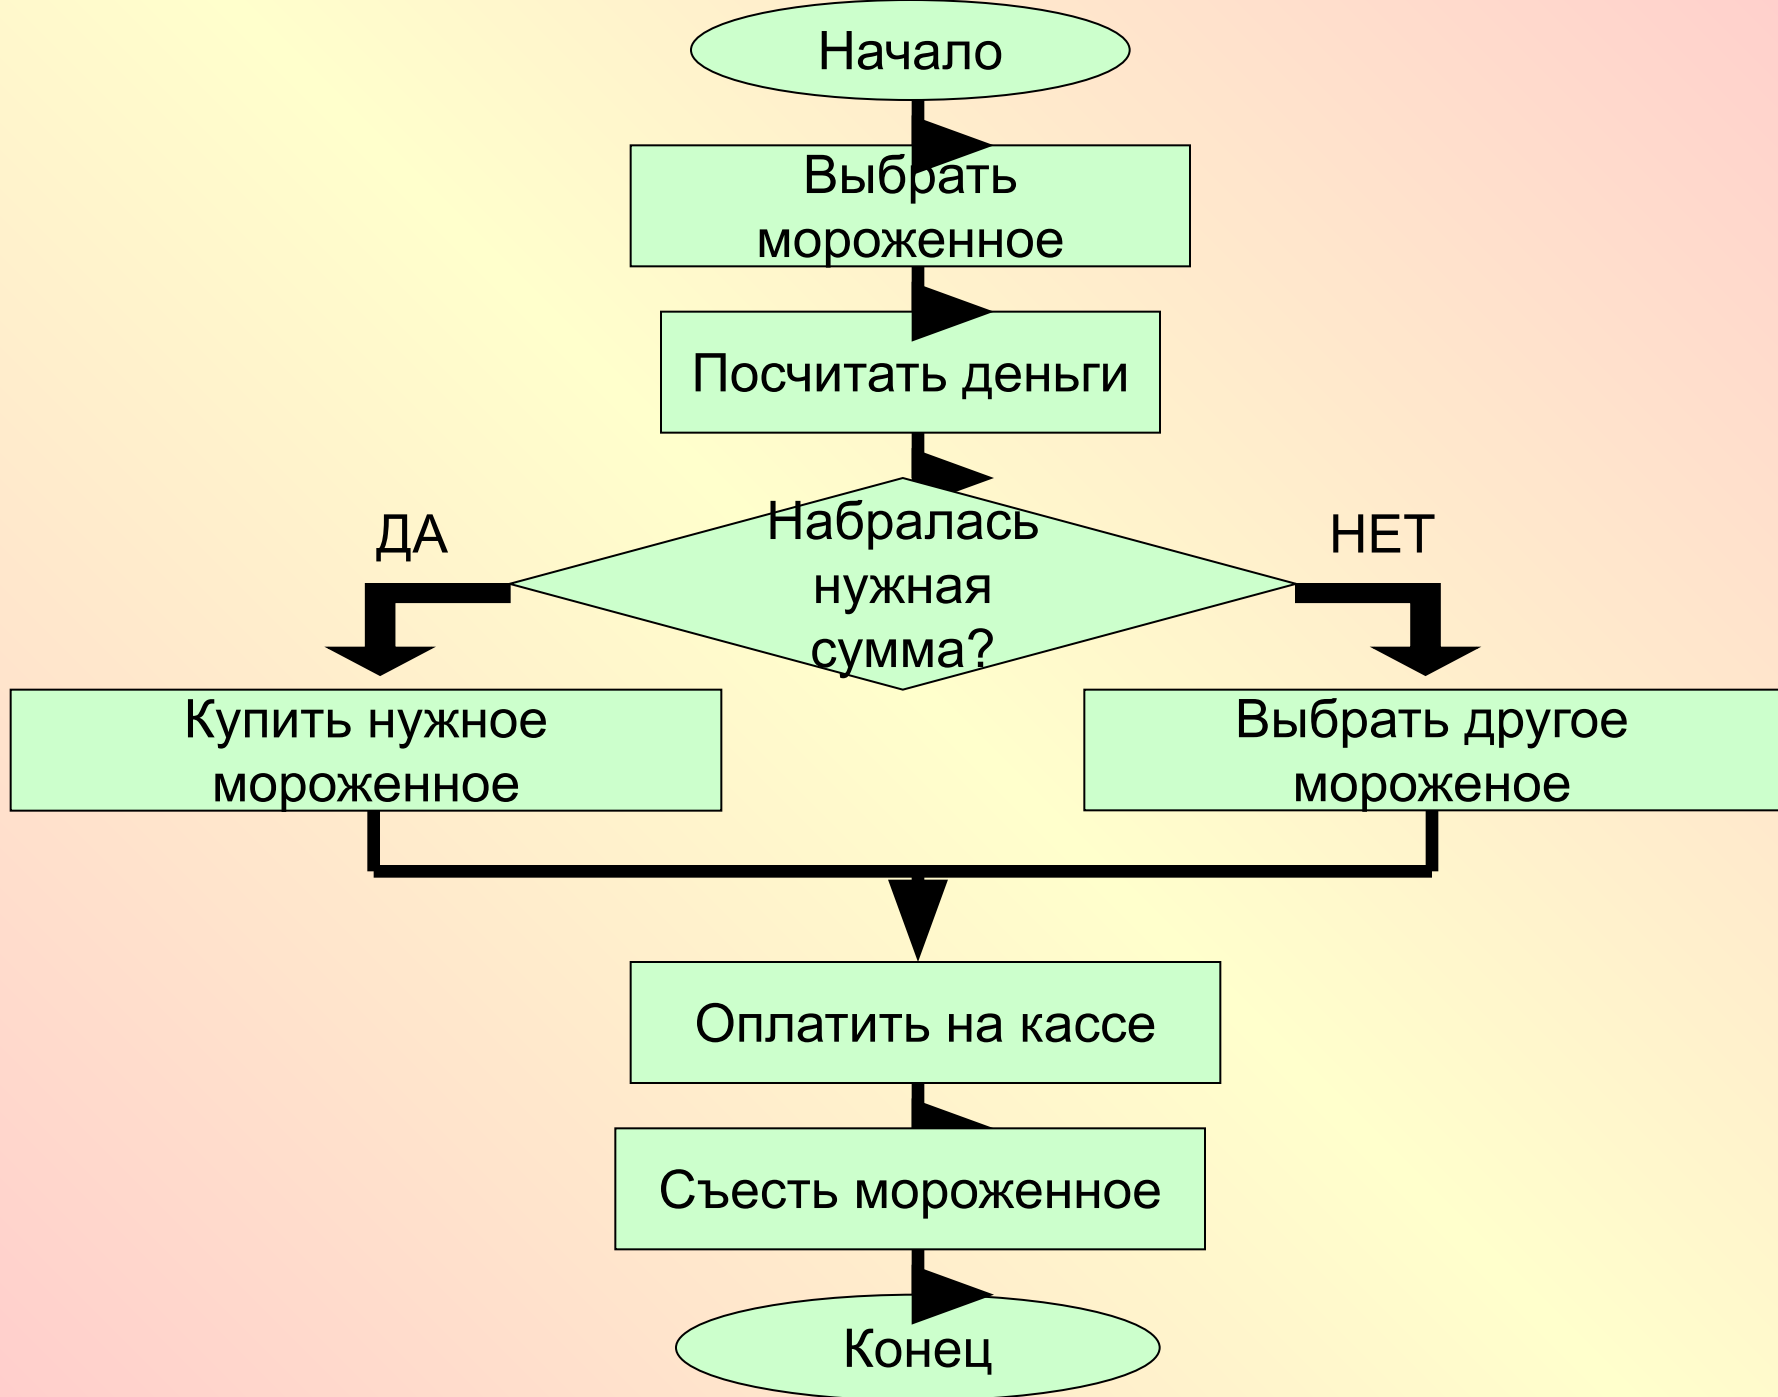 Начало
Выбрать
мороженное
Посчитать деньги
Набралась
нужная
сумма?
ДА
НЕТ
Купить нужное
мороженное
Выбрать другое
мороженое
Оплатить на кассе
Съесть мороженное
Конец